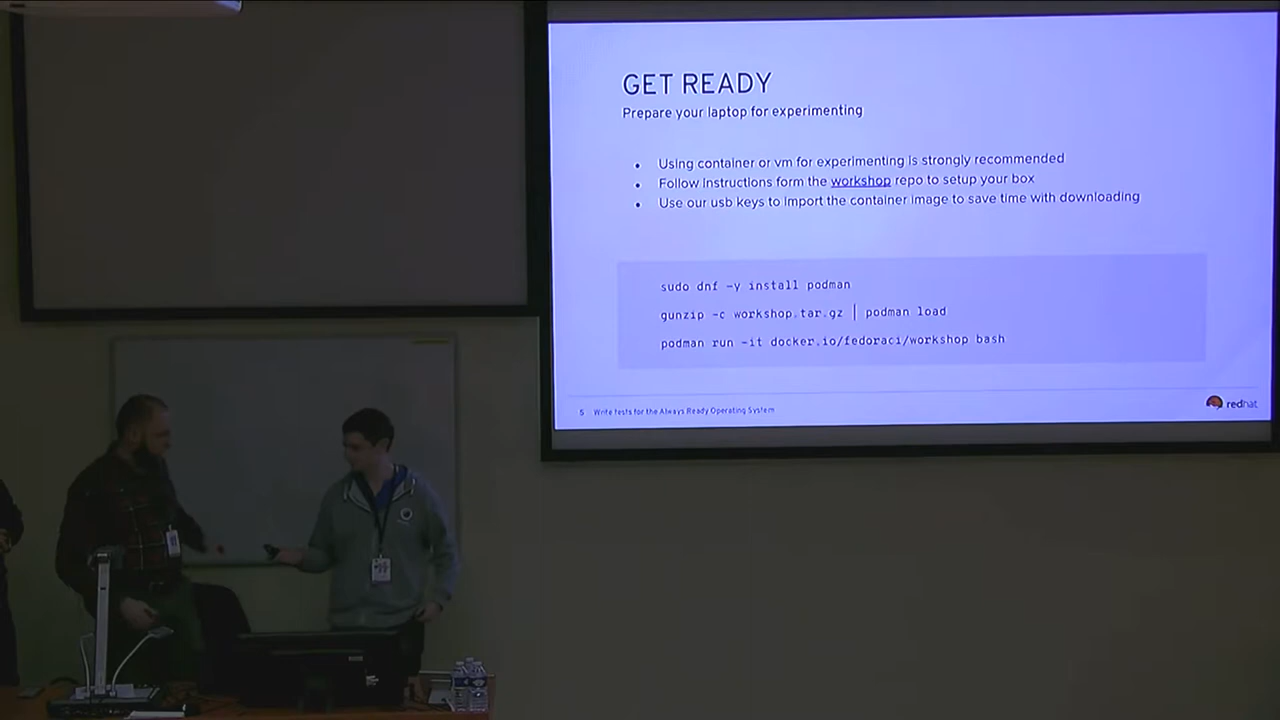 GET READY
Prepare your laptop for experimenting
• Using container or vm for experimenting is strongly recommended
• Follow instructions form the workshop repo to setup your box
• Use our usb keys to import the container image to save time with downloading
sudo dnf -y install podman
gunzip -c workshop.tar.gz | podman load
podman run -it docker.io/fedoraci/workshop bash
5 Write tests for the Always Ready Operating System
redhat